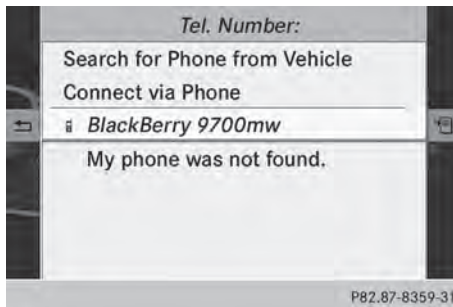 Tel. Number:
Search for Phone from Vehicle
Connect via Phone
BlackBerry 9700mw
My phone was not found.
P82.87-8359-31